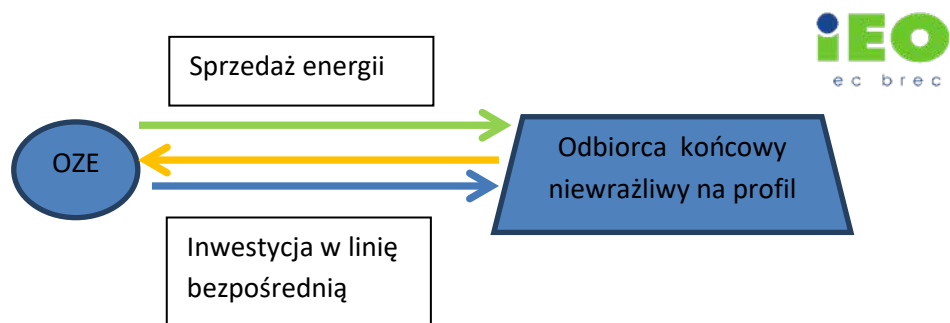 Sprzedaż energii
iEO
ec brec
OZE
Odbiorca końcowy
niewrażliwy na profil
Inwestycja w linię
bezpośrednią